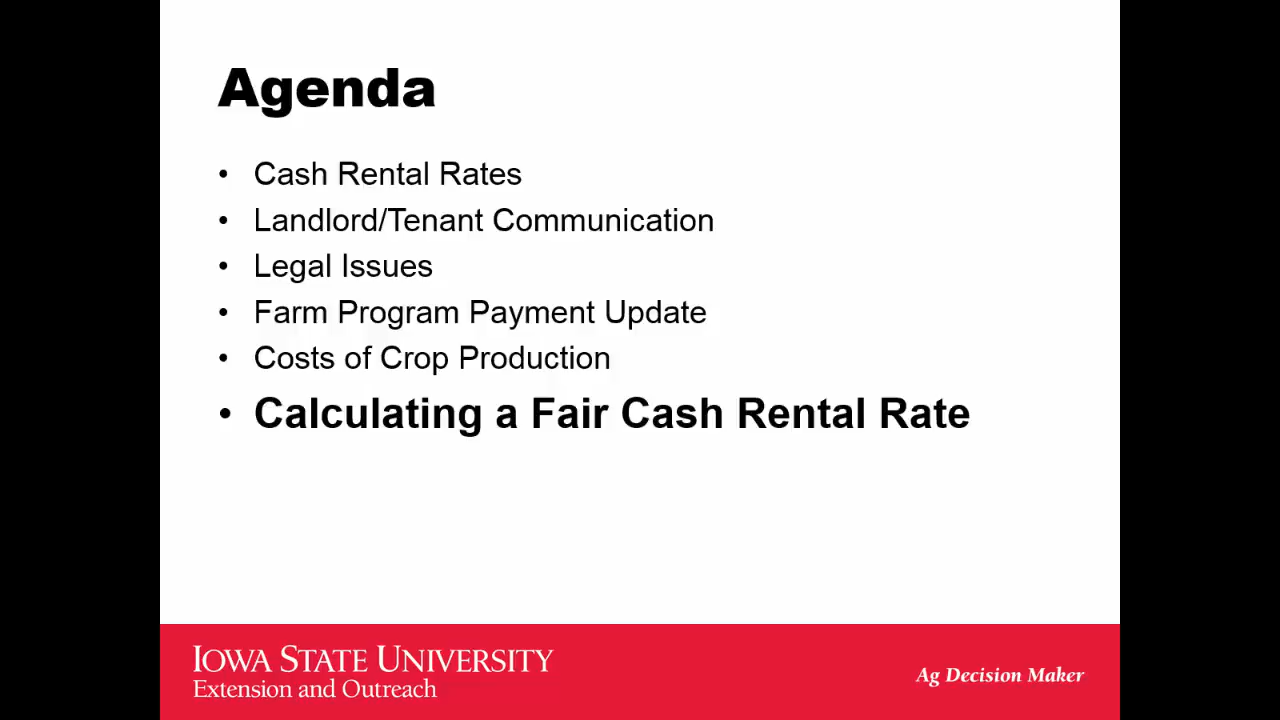 Agenda
• Cash Rental Rates
• Landlord/Tenant Communication
• Legal Issues
• Farm Program Payment Update
• Costs of Crop Production
• Calculating a Fair Cash Rental Rate
IOWA STATE UNIVERSITY
Extension and Outreach
Ag Decision Maker